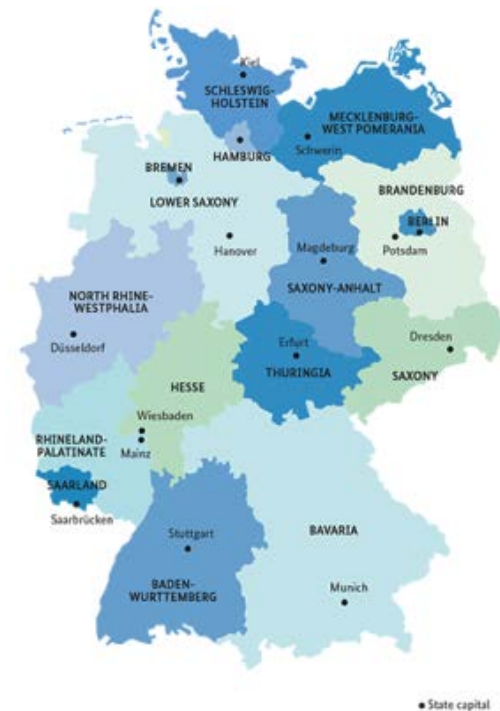 Kiel
SCHLESWIG-
HOLSTEIN
MECKLENBURG-
WEST POMERANIA
HAMBURG
Schwerin
BREMEN
BRANDENBURG
LOWER SAXONY
BERLIN
Hanover
Magdeburg
Potsdam
SAXONY-ANHALT
NORTH RHINE-
WESTPHALIA
Düsseldorf
Erfurt
Dresden
THURINGIA
SAXONY
HESSE
Wiesbaden
RHINELAND-
PALATINATE
Mainz
SAARLAND
Saarbrücken
Stuttgart
BAVARIA
BADEN-
WURTTEMBERG
Munich
• State capital